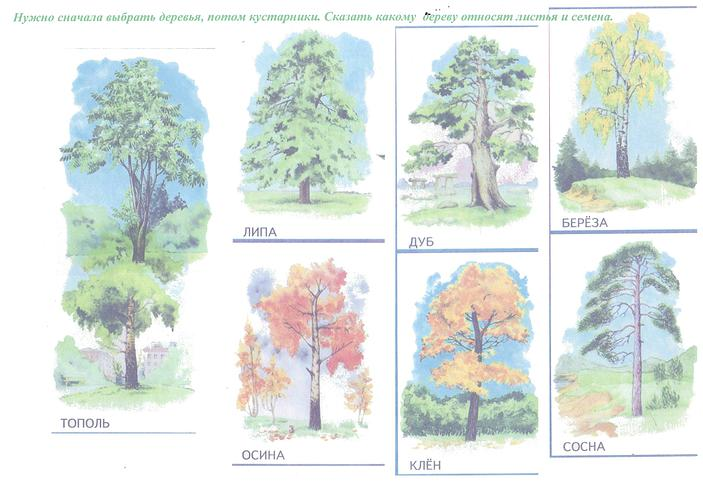 Нужно сначала выбрать деревья, потом кустарники. Сказать какому дереву относят листья и семена.
ЛИПА
ДУБ
БЕРЁЗА
ТОПОЛЬ
ОСИНА
КЛЁН
СОСНА